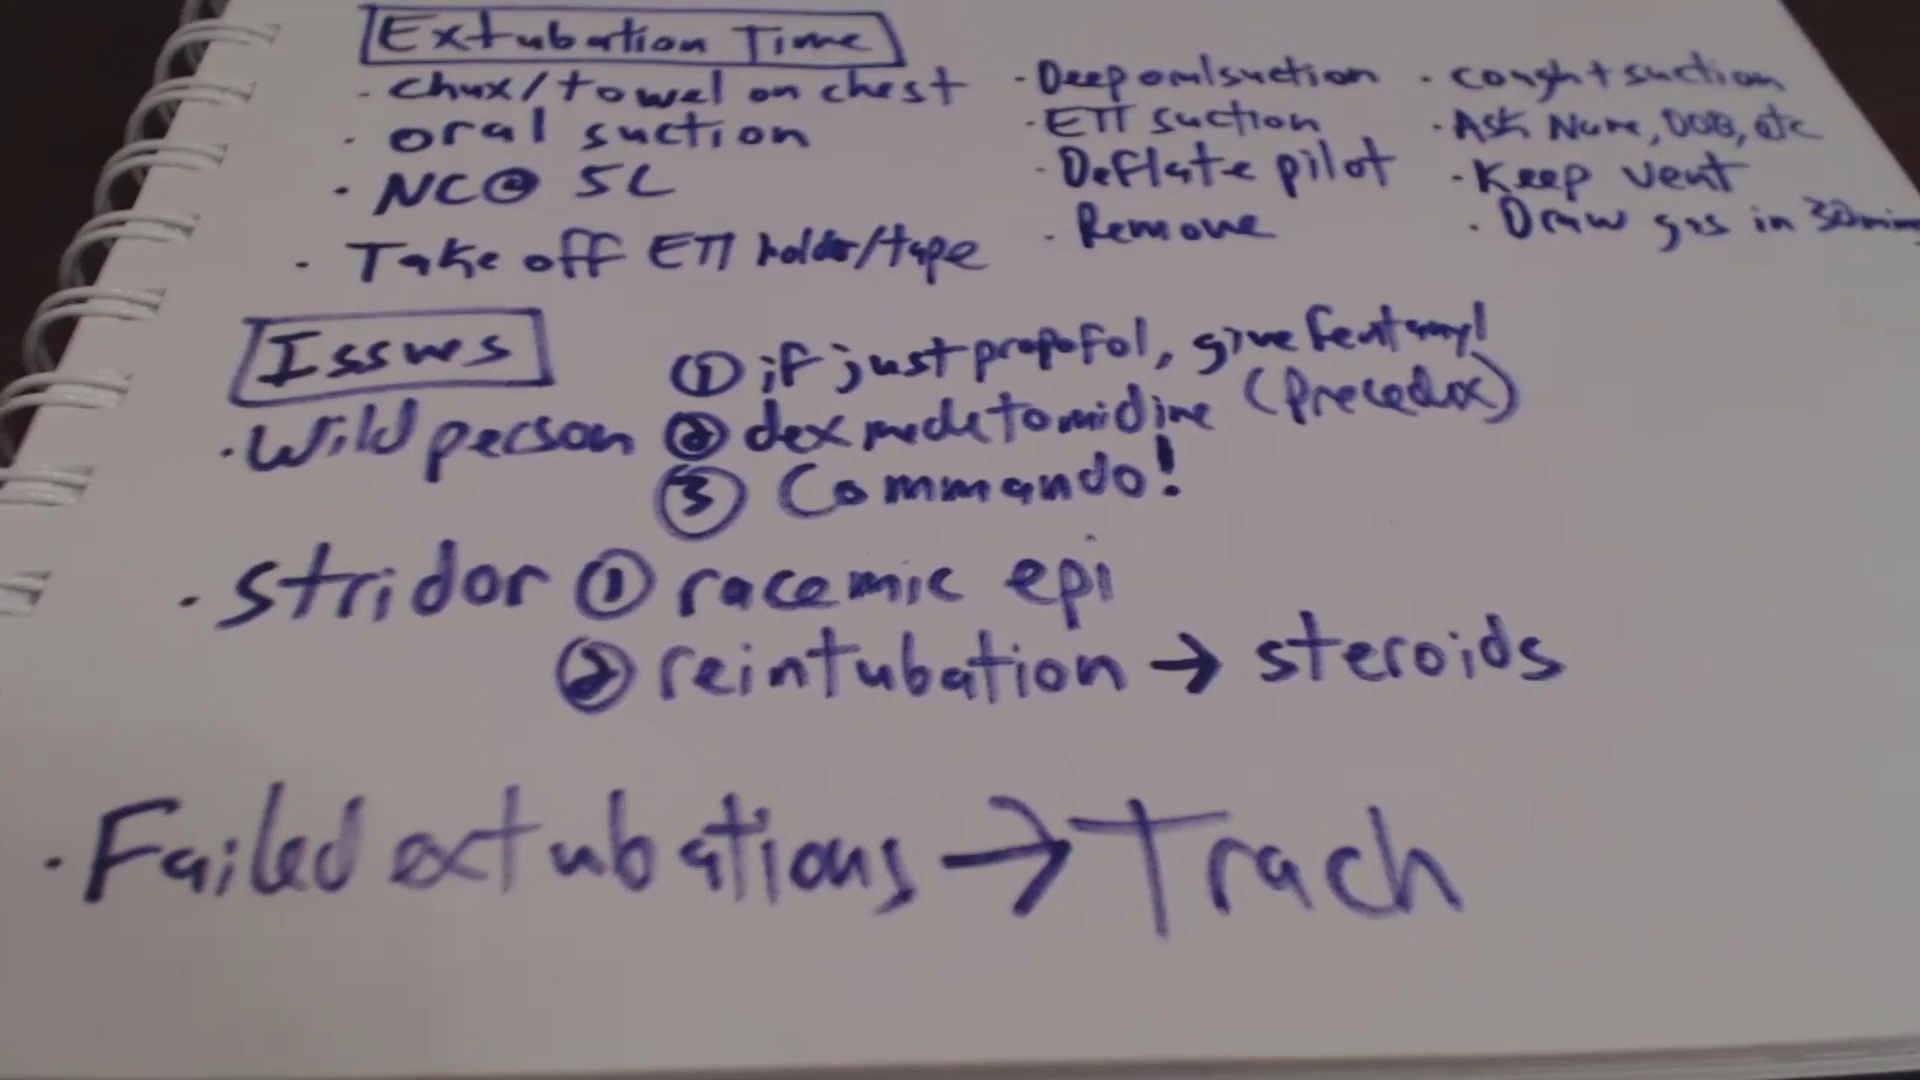 Extubation Time
· Chux/towel on chest
· oral suction
· NC@ 5L
· Take off ETT holder/tape
· Deep oral suction
· ETT suction
· Deflate pilot
· Remove
· cough + suction
· Ask Name, DOB, etc
· Keep vent
· Draw gas in 30 mins
Issues
· Wild person
① if just propofol, give fentanyl
② dexmedetomidine (Precedex)
③ Commando!
· stridor ① racemic epi
② reintubation → steroids
· Failed extubations → Trach